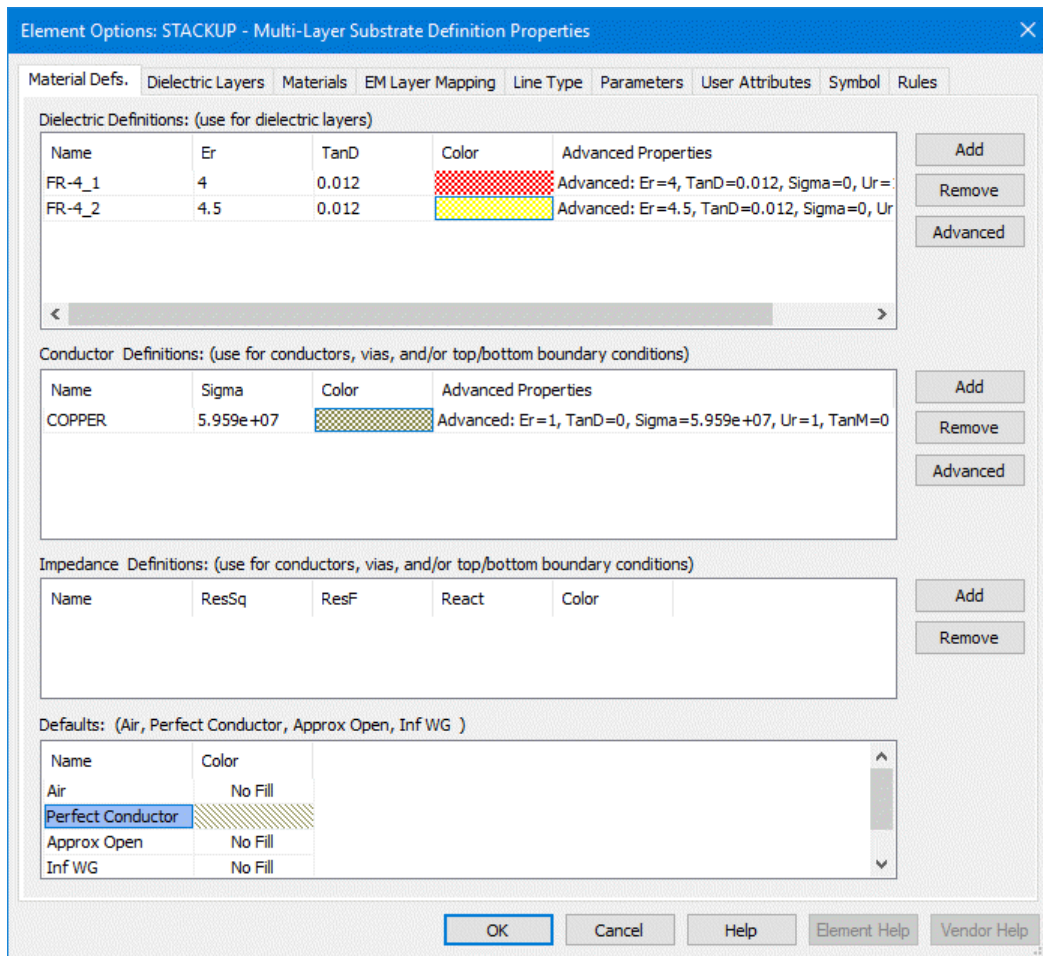 Element Options: STACKUP - Multi-Layer Substrate Definition Properties
Material Defs. Dielectric Layers Materials EM Layer Mapping Line Type Parameters User Attributes Symbol Rules
Dielectric Definitions: (use for dielectric layers)
Name Er TanD Color Advanced Properties Add
FR-4_1 4 0.012 Advanced: Er=4, TanD=0.012, Sigma=0, Ur=1 Remove
FR-4_2 4.5 0.012 Advanced: Er=4.5, TanD=0.012, Sigma=0, Ur
Advanced
Conductor Definitions: (use for conductors, vias, and/or top/bottom boundary conditions)
Name Sigma Color Advanced Properties Add
COPPER 5.959e+07 Advanced: Er=1, TanD=0, Sigma=5.959e+07, Ur=1, TanM=0 Remove
Advanced
Impedance Definitions: (use for conductors, vias, and/or top/bottom boundary conditions)
Name ResSq ResF React Color Add
Remove
Defaults: (Air, Perfect Conductor, Approx Open, Inf WG )
Name Color
Air No Fill
Perfect Conductor
Approx Open No Fill
Inf WG No Fill
OK Cancel Help Element Help Vendor Help